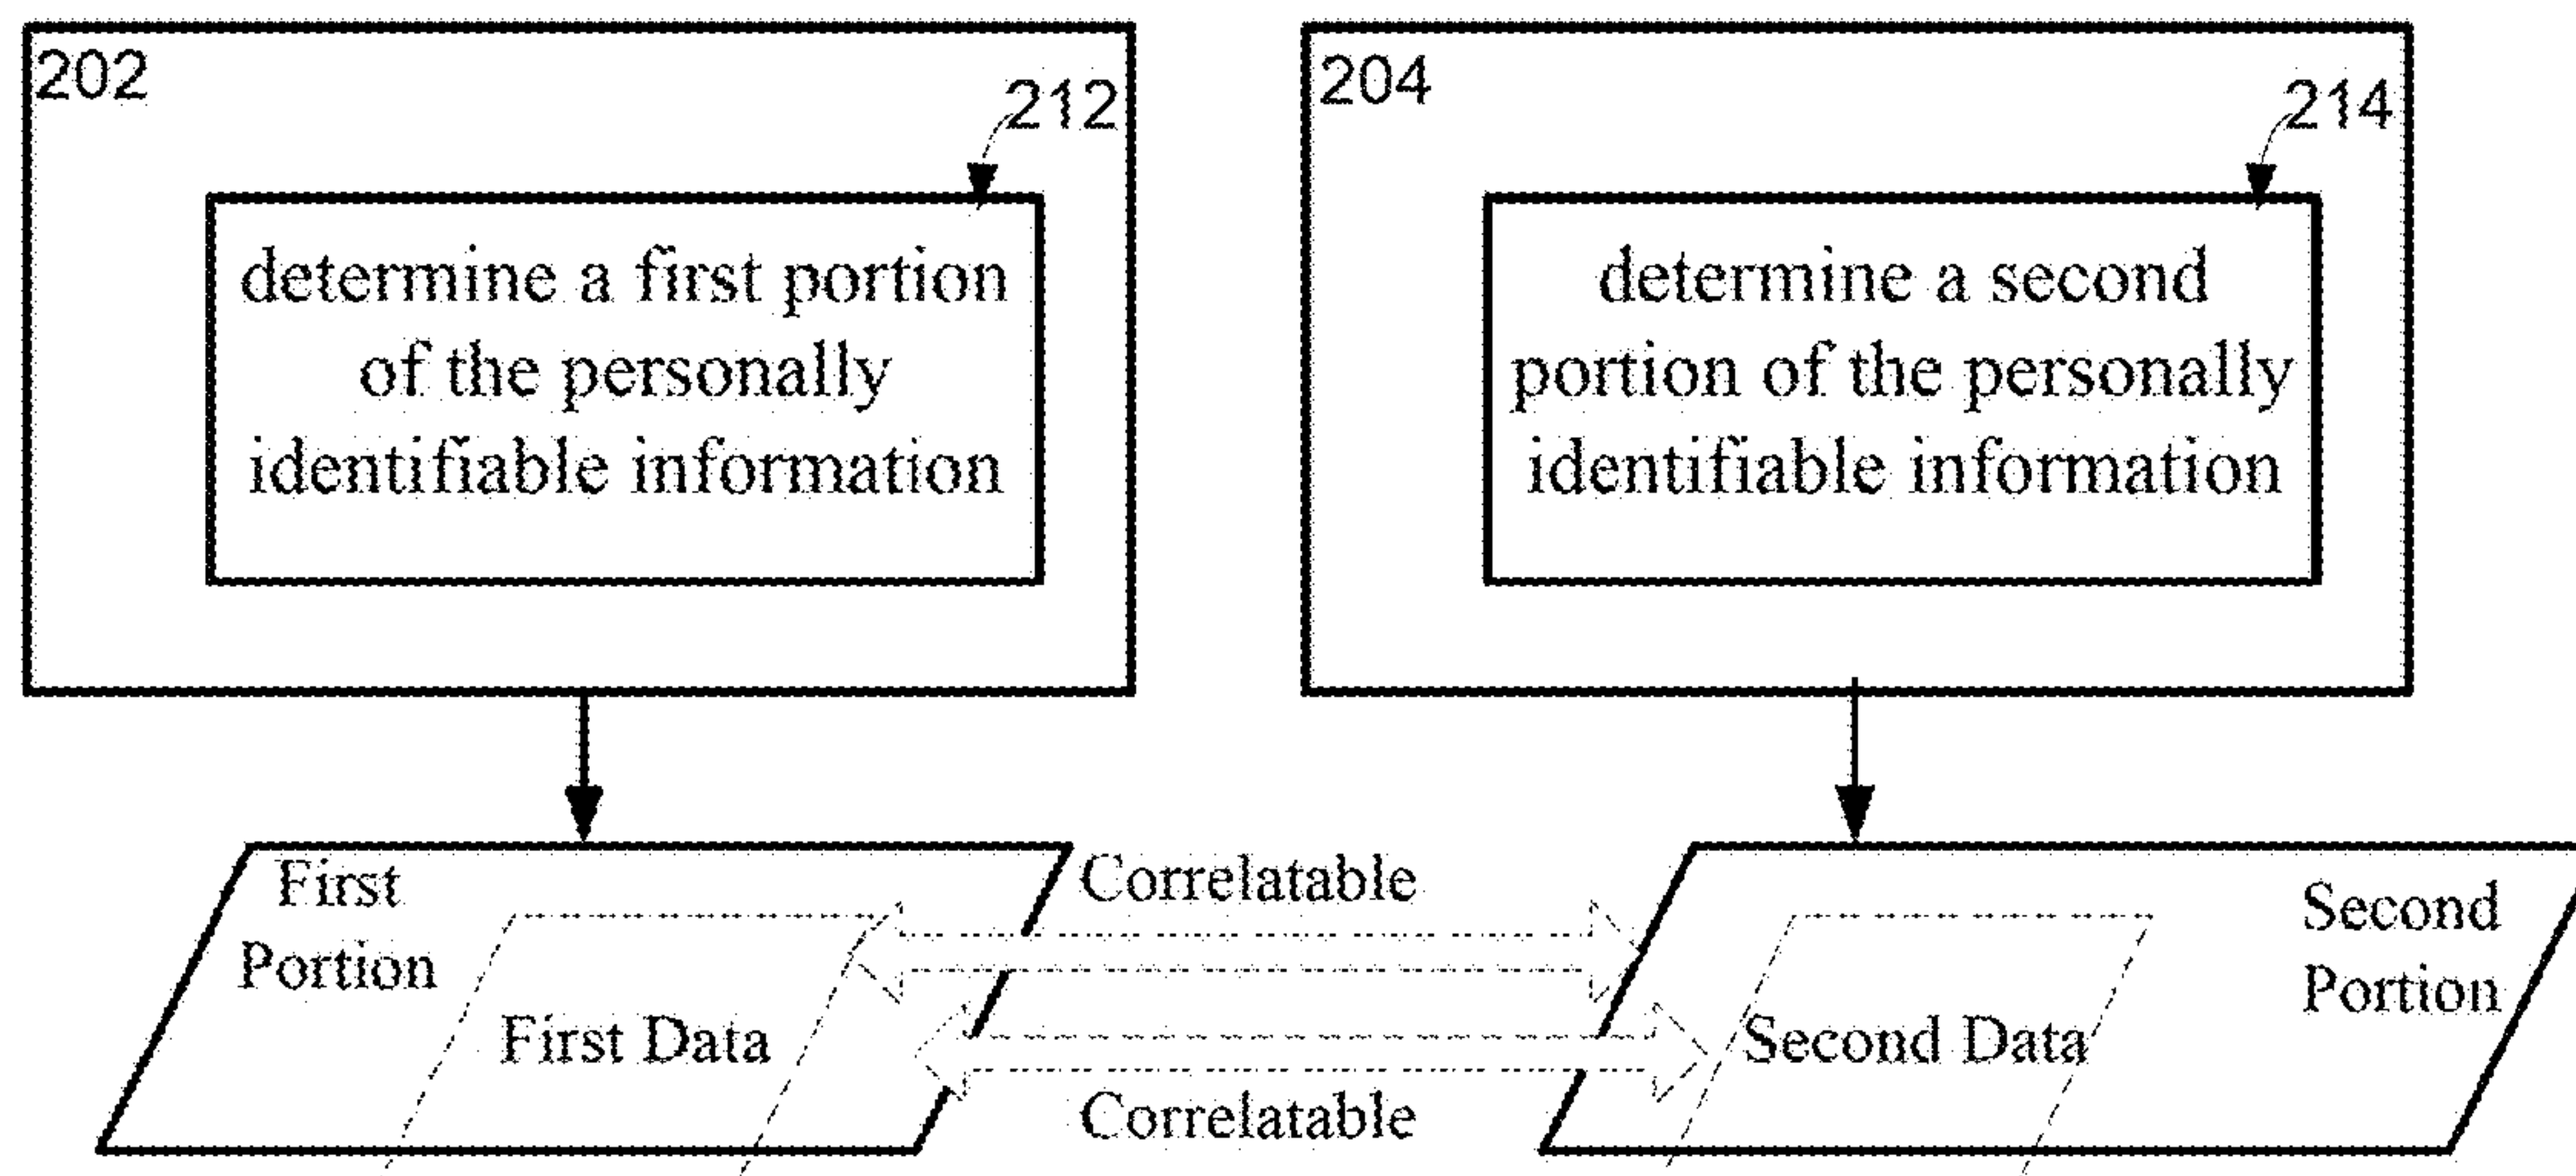 202
212
determine a first portion
of the personally
identifiable information
204
214
determine a second
portion of the personally
identifiable information
First
Portion
First Data
Correlatable
Correlatable
Second
Portion
Second Data